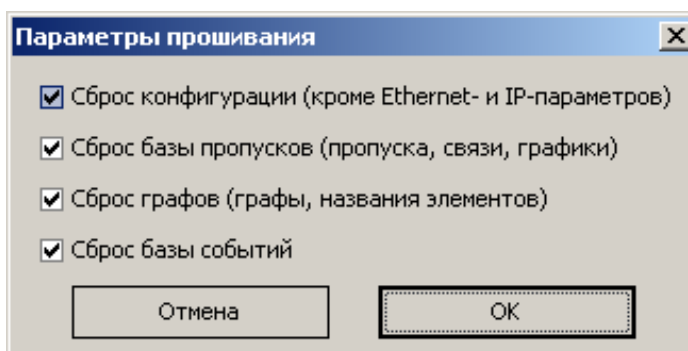 Параметры прошивания
Сброс конфигурации (кроме Ethernet- и IP-параметров)
Сброс базы пропусков (пропуска, связи, графики)
Сброс графов (графы, названия элементов)
Сброс базы событий
Отмена OK